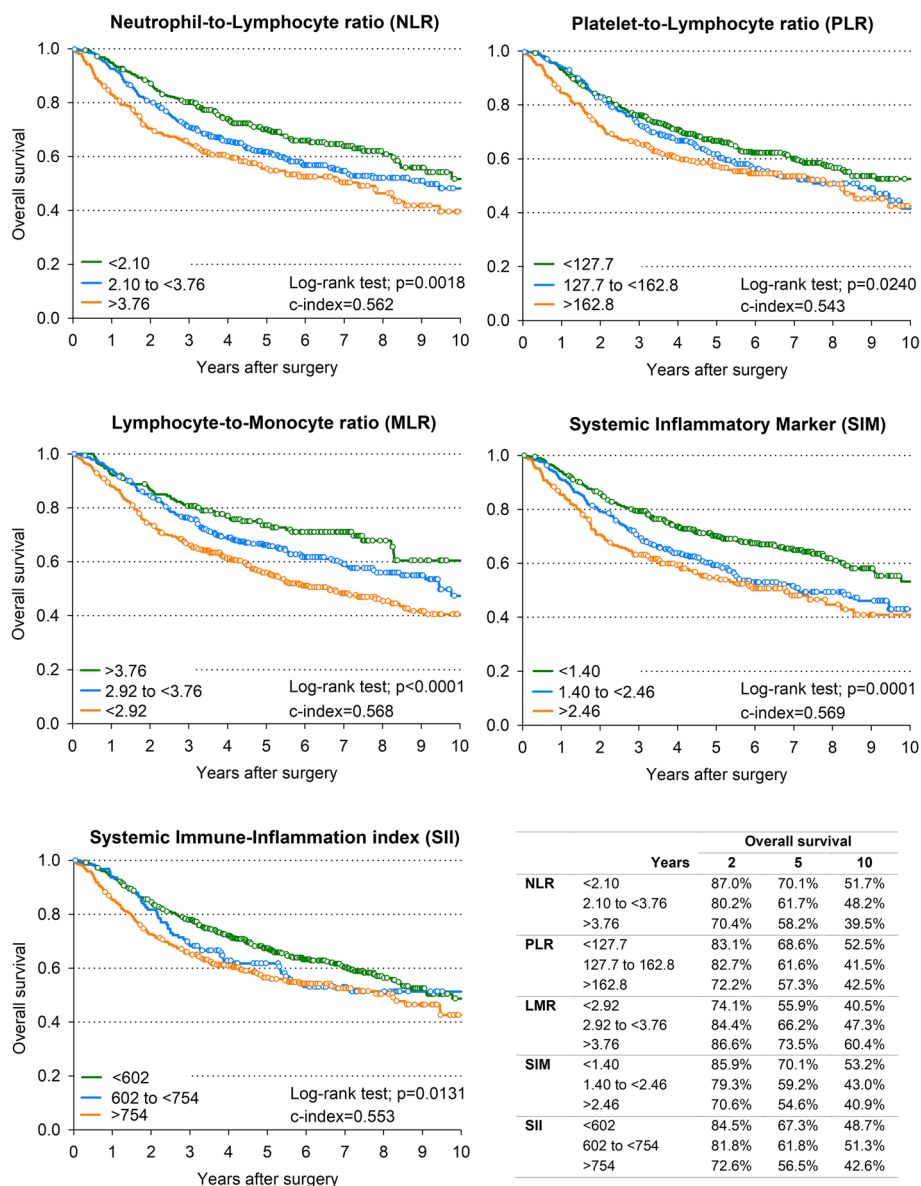 Neutrophil-to-Lymphocyte ratio (NLR)
Overall survival
1.0
0.8
0.6
0.4
0.2
0.0
<2.10
2.10 to <3.76
>3.76
Log-rank test; p=0.0018
c-index=0.562
0 1 2 3 4 5 6 7 8 9 10
Years after surgery
Platelet-to-Lymphocyte ratio (PLR)
1.0
0.8
0.6
0.4
0.2
0.0
<127.7
127.7 to <162.8
>162.8
Log-rank test; p=0.0240
c-index=0.543
0 1 2 3 4 5 6 7 8 9 10
Years after surgery
Lymphocyte-to-Monocyte ratio (MLR)
Overall survival
1.0
0.8
0.6
0.4
0.2
0.0
>3.76
2.92 to <3.76
<2.92
Log-rank test; p<0.0001
c-index=0.568
0 1 2 3 4 5 6 7 8 9 10
Years after surgery
Systemic Inflammatory Marker (SIM)
1.0
0.8
0.6
0.4
0.2
0.0
<1.40
1.40 to <2.46
>2.46
Log-rank test; p=0.0001
c-index=0.569
0 1 2 3 4 5 6 7 8 9 10
Years after surgery
Systemic Immune-Inflammation index (SII)
Overall survival
1.0
0.8
0.6
0.4
0.2
0.0
<602
602 to <754
>754
Log-rank test; p=0.0131
c-index=0.553
0 1 2 3 4 5 6 7 8 9 10
Years after surgery
Overall survival
Years 2 5 10
NLR <2.10 87.0% 70.1% 51.7%
2.10 to <3.76 80.2% 61.7% 48.2%
>3.76 70.4% 58.2% 39.5%
PLR <127.7 83.1% 68.6% 52.5%
127.7 to 162.8 82.7% 61.6% 41.5%
>162.8 72.2% 57.3% 42.5%
LMR <2.92 74.1% 55.9% 40.5%
2.92 to <3.76 84.4% 66.2% 47.3%
>3.76 86.6% 73.5% 60.4%
SIM <1.40 85.9% 70.1% 53.2%
1.40 to <2.46 79.3% 59.2% 43.0%
>2.46 70.6% 54.6% 40.9%
SII <602 84.5% 67.3% 48.7%
602 to <754 81.8% 61.8% 51.3%
>754 72.6% 56.5% 42.6%